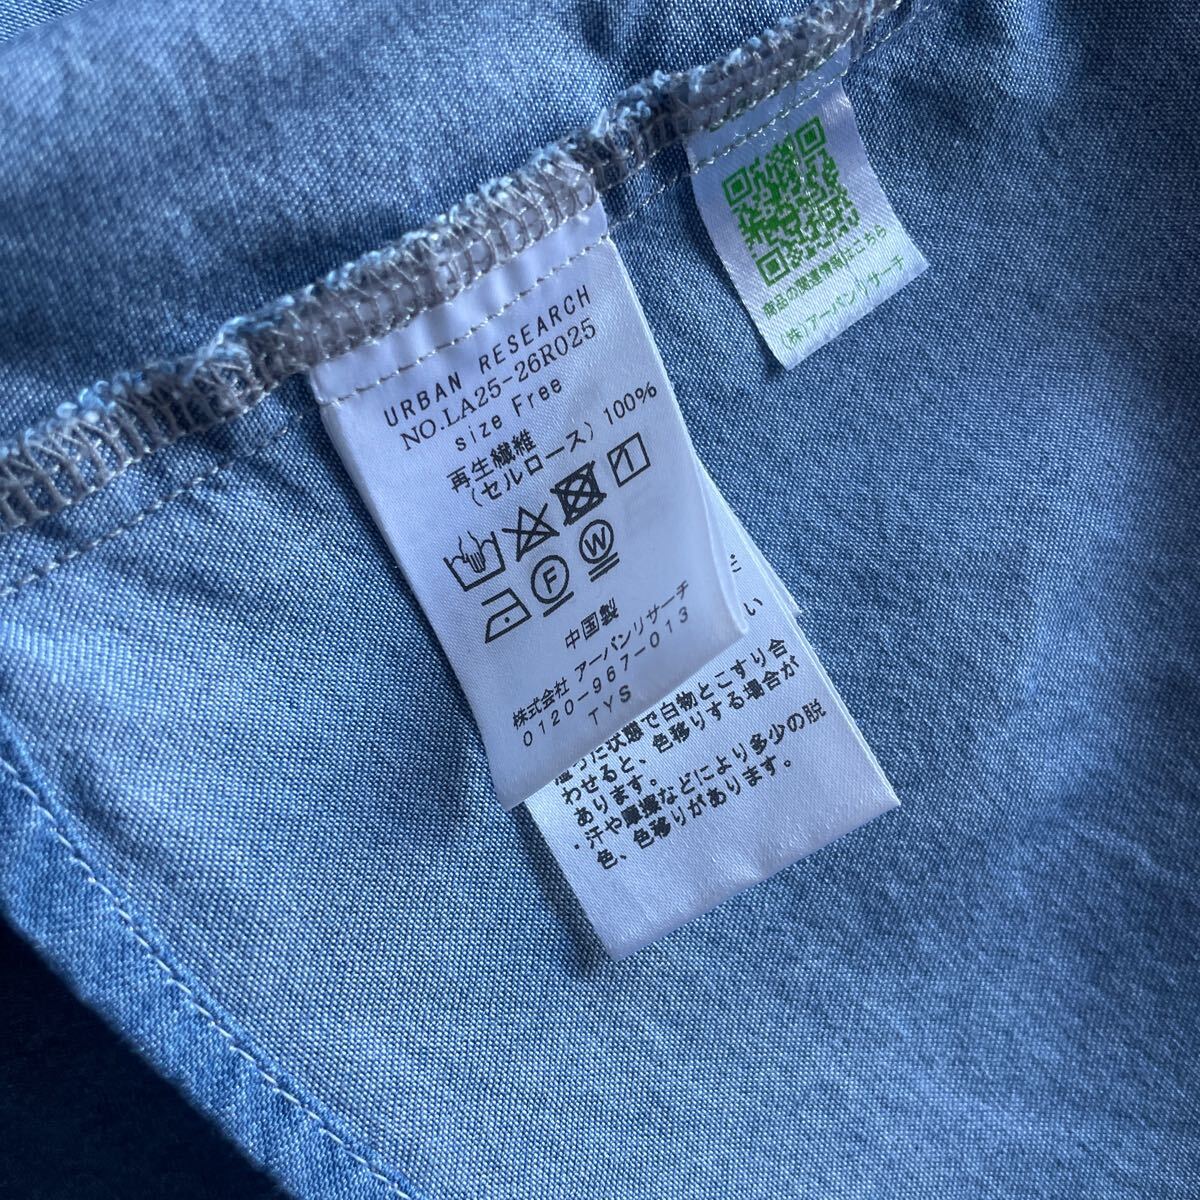 URBAN RESEARCH
NO.LA25-26R025
size Free
再生繊維
(セルロース) 100%
F
W
中国製
株式会社 アーバンリサーチ
0120-967-013
TYS
い
湿った状態で白物とこすり合
わせると、色移りする場合が
あります。
・汗や摩擦などにより多少の脱
色、色移りがあります。
商品の関連情報はこちら
(株)アーバンリサーチ